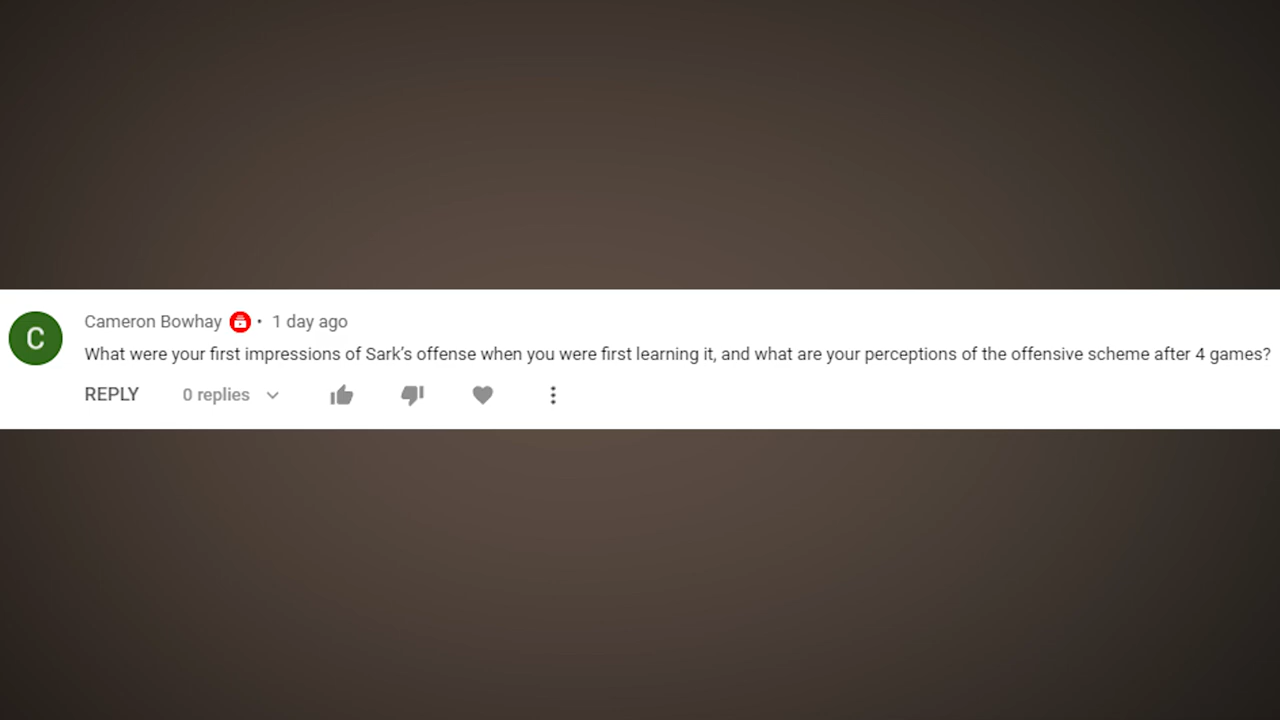 C
Cameron Bowhay • 1 day ago
What were your first impressions of Sark’s offense when you were first learning it, and what are your perceptions of the offensive scheme after 4 games?
REPLY 0 replies